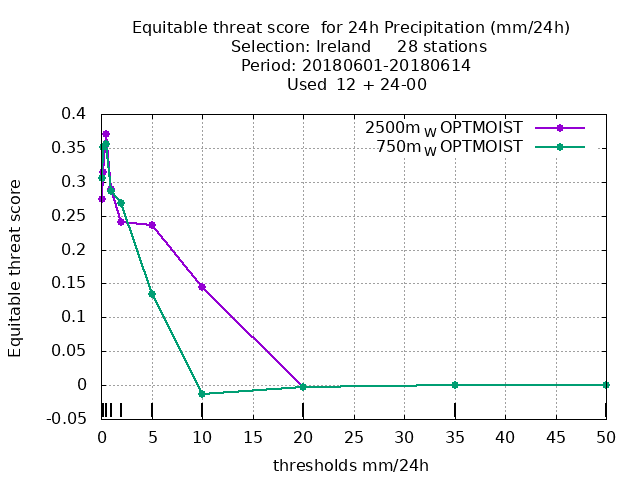 Equitable threat score for 24h Precipitation (mm/24h)
Selection: Ireland 28 stations
Period: 20180601-20180614
Used 12 + 24-00
2500m W OPTMOIST
750m W OPTMOIST
Equitable threat score
0.4
0.35
0.3
0.25
0.2
0.15
0.1
0.05
0
-0.05
0 5 10 15 20 25 30 35 40 45 50
thresholds mm/24h